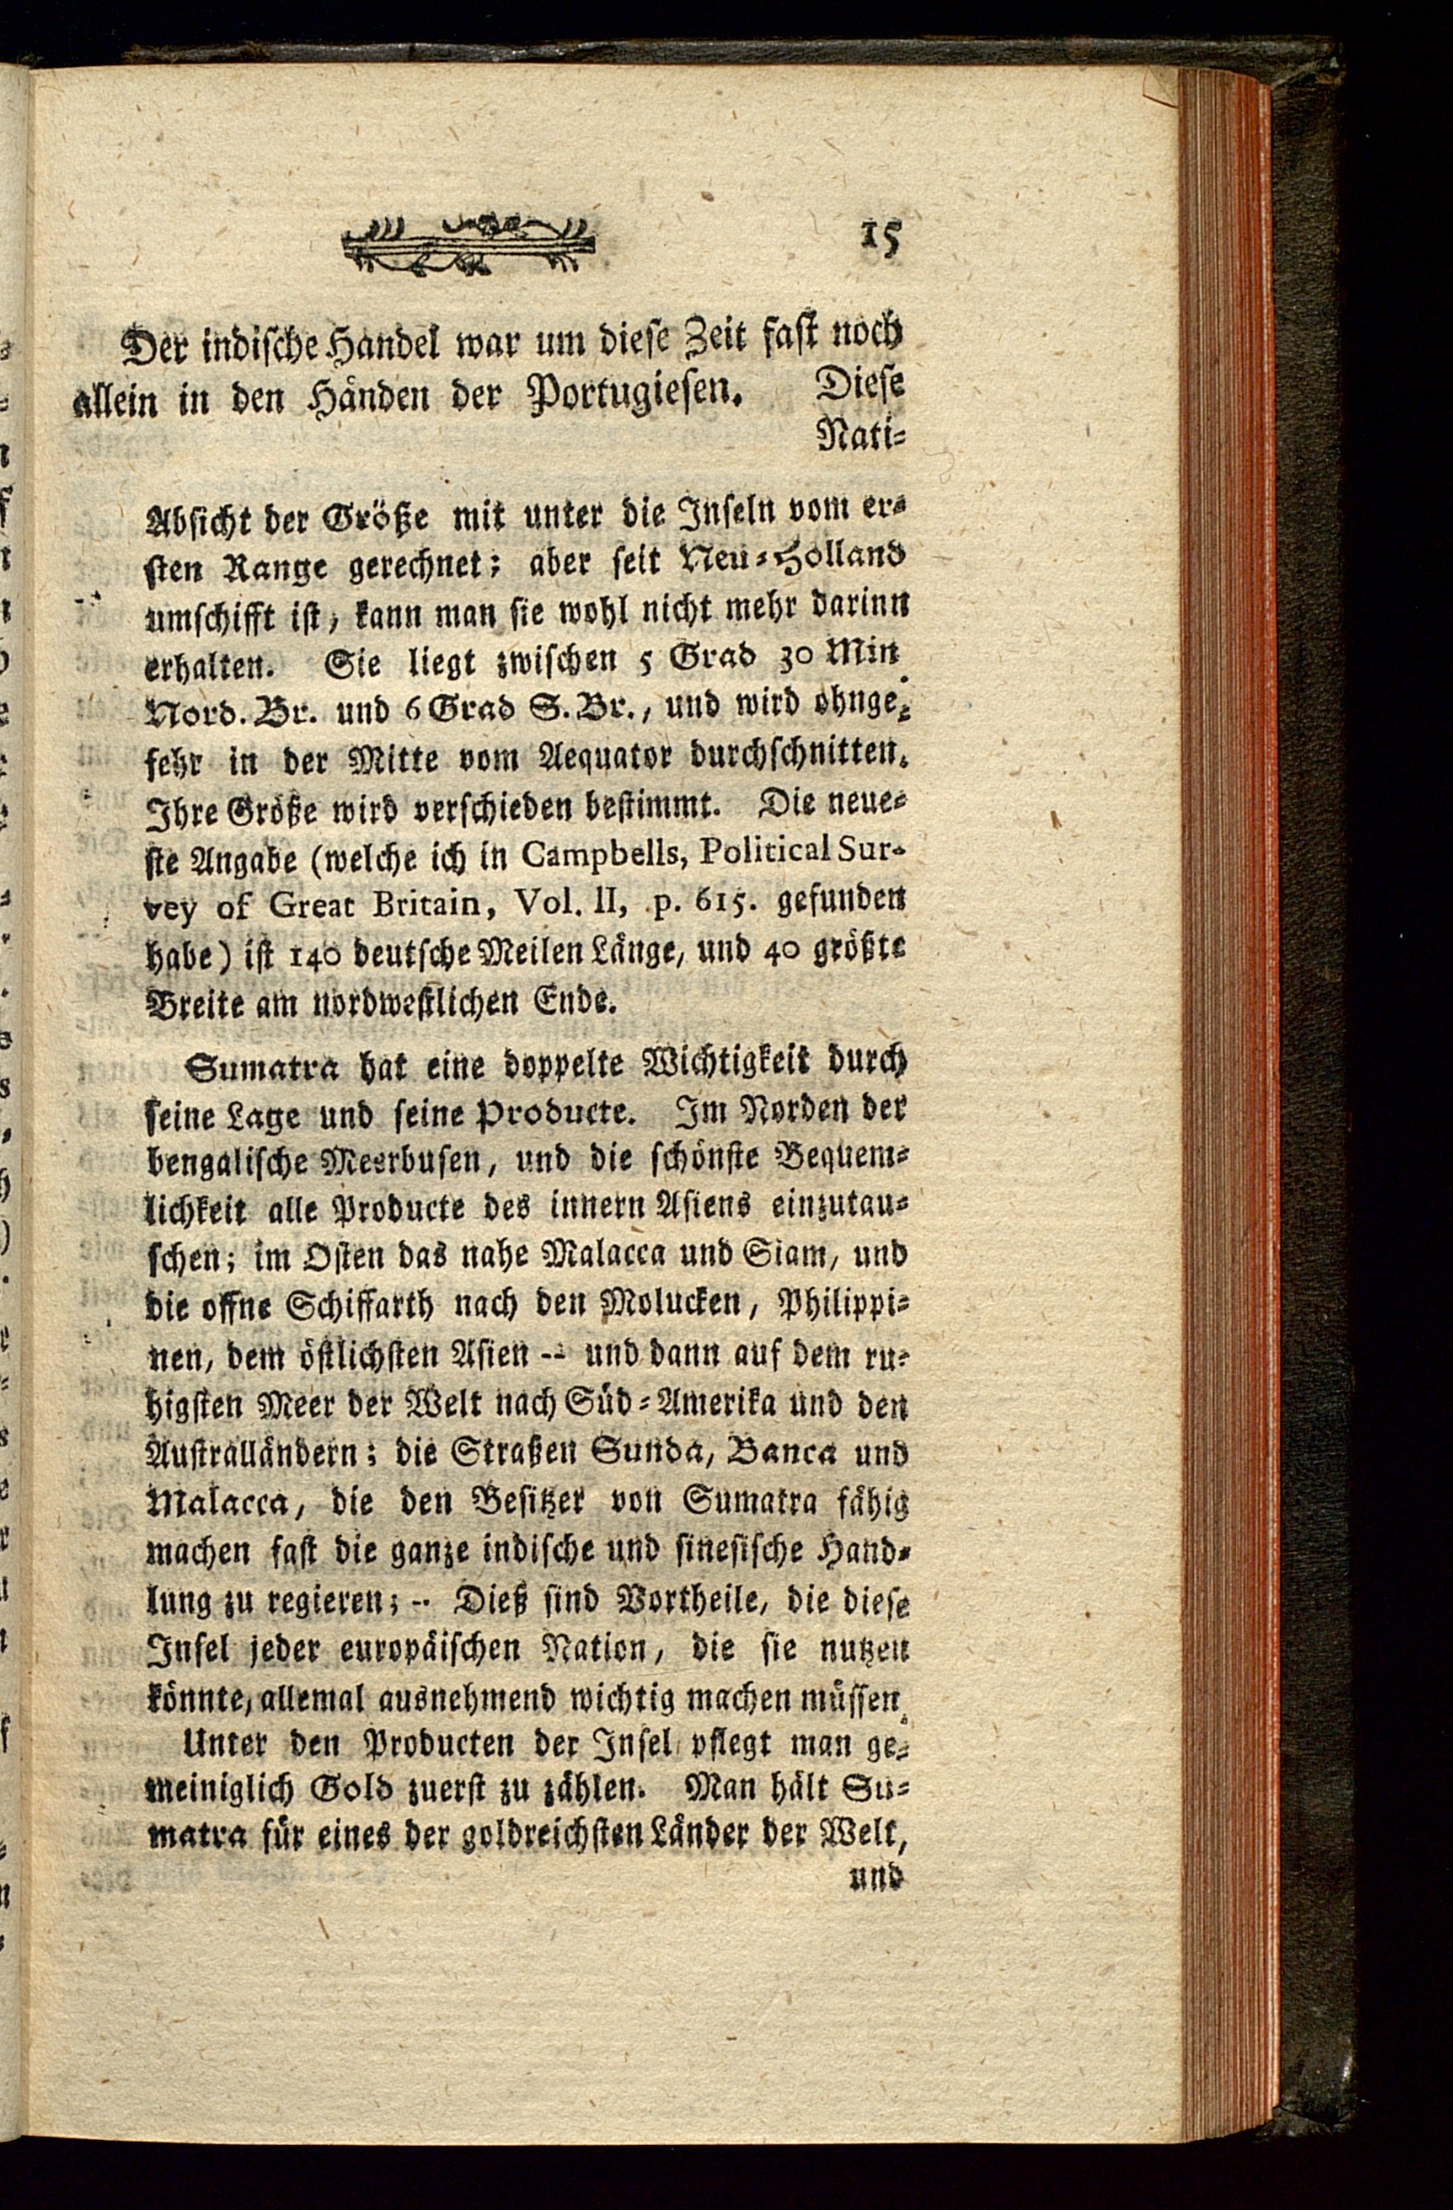 15
Der indische Handel war um diese Zeit fast noch
allein in den Händen der Portugiesen. Diese
Nati-
Absicht der Größe mit unter die Inseln vom er-
sten Range gerechnet; aber seit Neu-Holland
umschifft ist, kann man sie wohl nicht mehr darinn
erhalten. Sie liegt zwischen 5 Grad 30 Min.
Nord. Br. und 6 Grad S. Br., und wird ohnge-
fehr in der Mitte vom Aequator durchschnitten.
Ihre Größe wird verschieden bestimmt. Die neue-
ste Angabe (welche ich in Campbells, Political Sur-
vey of Great Britain, Vol. II, p. 615. gefunden
habe) ist 140 deutsche Meilen Länge, und 40 größte
Breite am nordwestlichen Ende.
Sumatra hat eine doppelte Wichtigkeit durch
seine Lage und seine Producte. Im Norden der
bengalische Meerbusen, und die schönste Bequem-
lichkeit alle Producte des innern Asiens einzutau-
schen; im Osten das nahe Malacca und Siam, und
die offne Schiffarth nach den Molucken, Philippi-
nen, dem östlichsten Asien -- und dann auf dem ru-
higsten Meer der Welt nach Süd-Amerika und den
Australländern; die Straßen Sunda, Banca und
Malacca, die den Besitzer von Sumatra fähig
machen fast die ganze indische und sinesische Hand-
lung zu regieren; -- Dieß sind Vortheile, die diese
Insel jeder europäischen Nation, die sie nutzen
könnte, allemal ausnehmend wichtig machen müssen.
Unter den Producten der Insel pflegt man ge-
meiniglich Gold zuerst zu zählen. Man hält Su-
matra für eines der goldreichsten Länder der Welt,
und